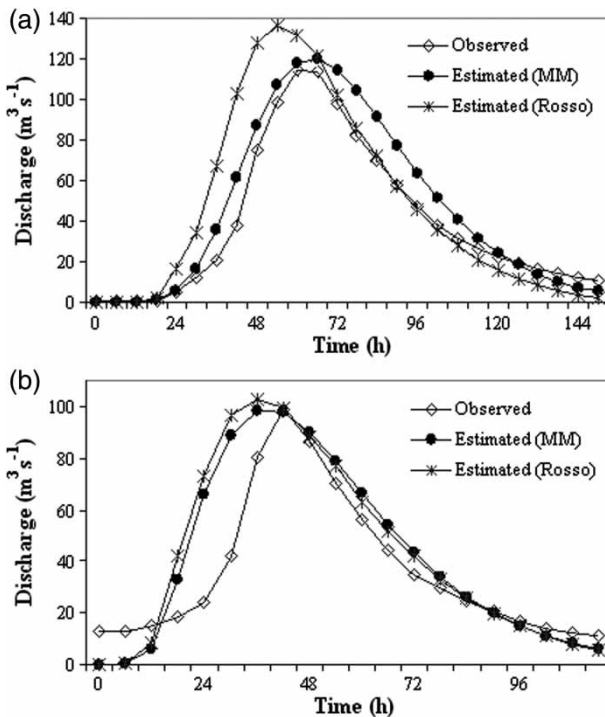 (a)
140
120
100
80
60
40
20
0
Discharge (m³s⁻¹)
Observed
Estimated (MM)
Estimated (Rosso)
0 24 48 72 96 120 144
Time (h)
(b)
100
80
60
40
20
0
Discharge (m³s⁻¹)
Observed
Estimated (MM)
Estimated (Rosso)
0 24 48 72 96
Time (h)